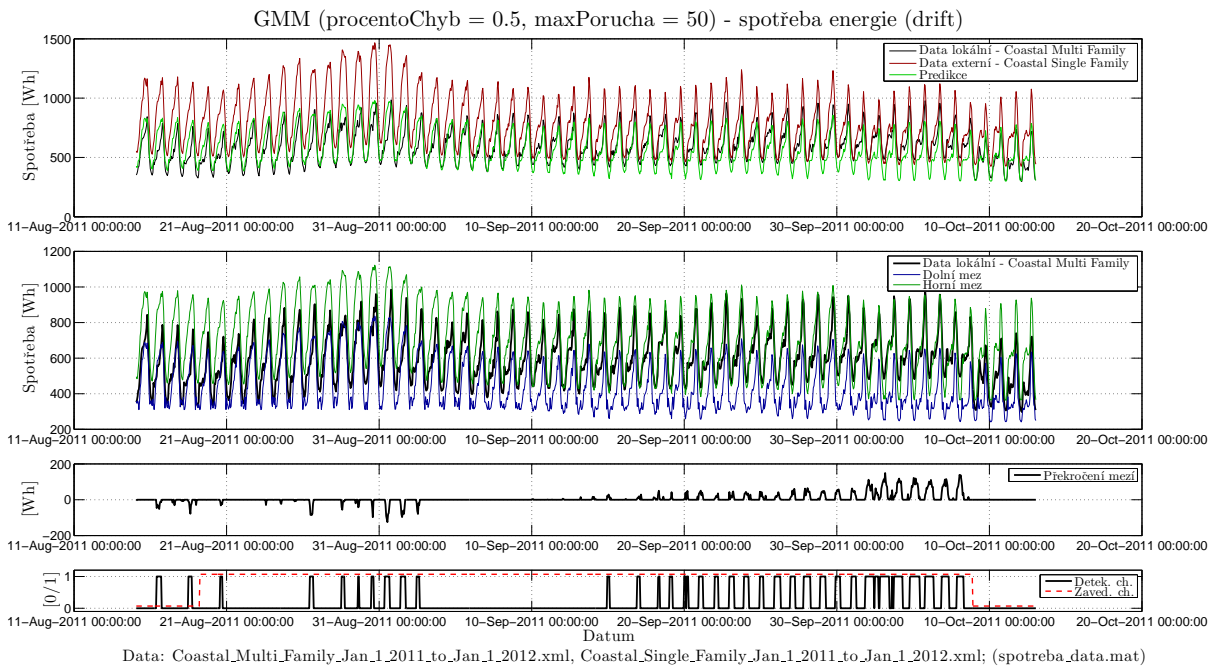 GMM (procentoChyb = 0.5, maxPorucha = 50) - spotřeba energie (drift)
Spotřeba [Wh]
1500
1000
500
0
Data lokální - Coastal Multi Family
Data externí - Coastal Single Family
Predikce
11−Aug−2011 00:00:00 21−Aug−2011 00:00:00 31−Aug−2011 00:00:00 10−Sep−2011 00:00:00 20−Sep−2011 00:00:00 30−Sep−2011 00:00:00 10−Oct−2011 00:00:00 20−Oct−2011 00:00:00
Spotřeba [Wh]
1200
1000
800
600
400
200
Data lokální - Coastal Multi Family
Dolní mez
Horní mez
11−Aug−2011 00:00:00 21−Aug−2011 00:00:00 31−Aug−2011 00:00:00 10−Sep−2011 00:00:00 20−Sep−2011 00:00:00 30−Sep−2011 00:00:00 10−Oct−2011 00:00:00 20−Oct−2011 00:00:00
[Wh]
200
0
−200
Překročení mezí
11−Aug−2011 00:00:00 21−Aug−2011 00:00:00 31−Aug−2011 00:00:00 10−Sep−2011 00:00:00 20−Sep−2011 00:00:00 30−Sep−2011 00:00:00 10−Oct−2011 00:00:00 20−Oct−2011 00:00:00
[0/1]
1
0
Detek. ch.
Zaved. ch.
11−Aug−2011 00:00:00 21−Aug−2011 00:00:00 31−Aug−2011 00:00:00 10−Sep−2011 00:00:00 20−Sep−2011 00:00:00 30−Sep−2011 00:00:00 10−Oct−2011 00:00:00 20−Oct−2011 00:00:00
Datum
Data: Coastal_Multi_Family_Jan_1_2011_to_Jan_1_2012.xml, Coastal_Single_Family_Jan_1_2011_to_Jan_1_2012.xml; (spotreba_data.mat)